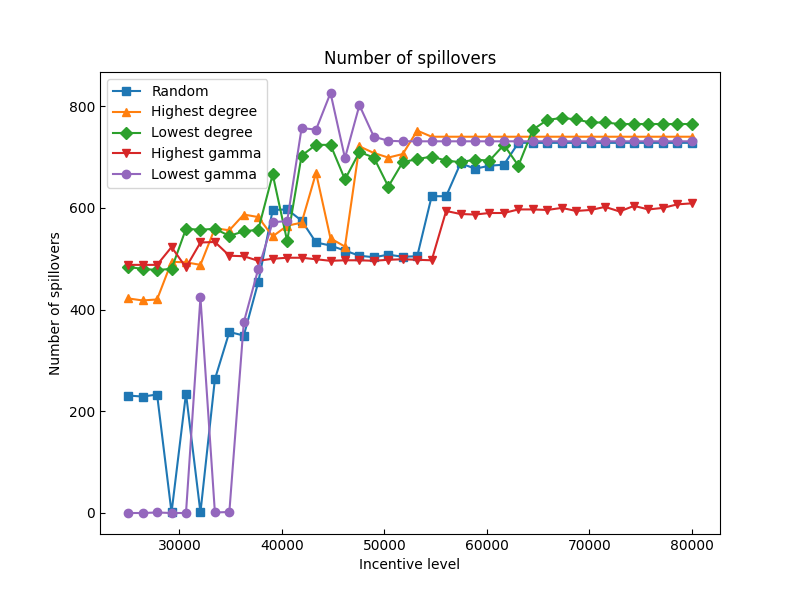 Number of spillovers
Random
Highest degree
Lowest degree
Highest gamma
Lowest gamma
Number of spillovers
800
600
400
200
0
30000
40000
50000
60000
70000
80000
Incentive level